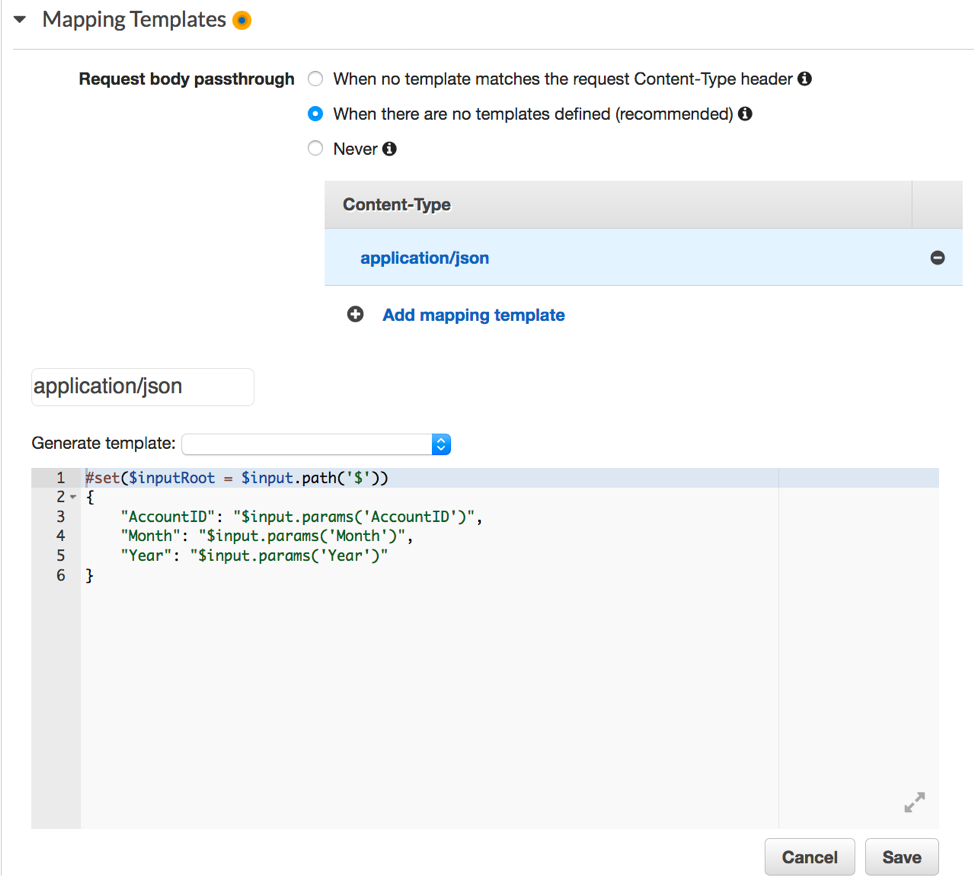 Mapping Templates
Request body passthrough
When no template matches the request Content-Type header
When there are no templates defined (recommended)
Never
Content-Type
application/json
Add mapping template
application/json
Generate template:
1 #set($inputRoot = $input.path('$'))
2 {
3 "AccountID": "$input.params('AccountID')",
4 "Month": "$input.params('Month')",
5 "Year": "$input.params('Year')"
6 }
Cancel Save